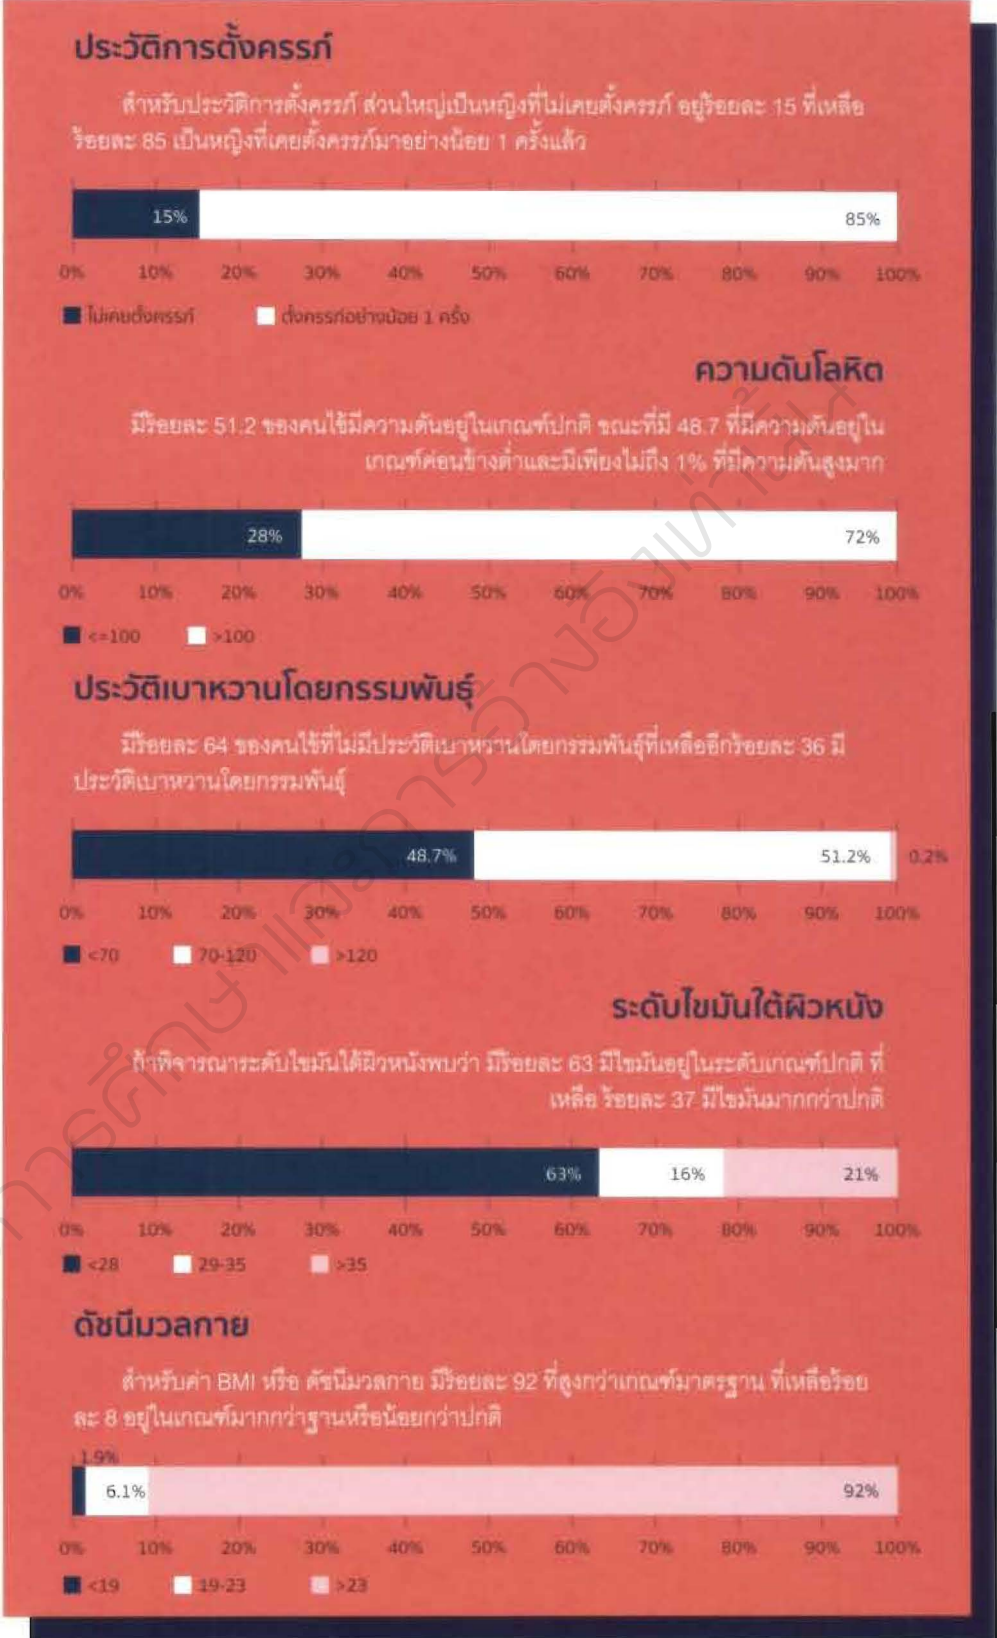 ประวัติการตั้งครรภ์
สำหรับประวัติการตั้งครรภ์ ส่วนใหญ่เป็นหญิงที่ไม่เคยตั้งครรภ์ อยู่ร้อยละ 15 ที่เหลือ
ร้อยละ 85 เป็นหญิงที่เคยตั้งครรภ์มาอย่างน้อย 1 ครั้งแล้ว
15% 85%
0% 10% 20% 30% 40% 50% 60% 70% 80% 90% 100%
ไม่เคยตั้งครรภ์ ตั้งครรภ์อย่างน้อย 1 ครั้ง
ความดันโลหิต
มีร้อยละ 51.2 ของคนไข้มีความดันอยู่ในเกณฑ์ปกติ ขณะที่มี 48.7 ที่มีความดันอยู่ใน
เกณฑ์ค่อนข้างต่ำและมีเพียงไม่ถึง 1% ที่มีความดันสูงมาก
28% 72%
0% 10% 20% 30% 40% 50% 60% 70% 80% 90% 100%
<=100 >100
ประวัติเบาหวานโดยกรรมพันธุ์
มีร้อยละ 64 ของคนไข้ที่ไม่มีประวัติเบาหวานโดยกรรมพันธุ์ที่เหลืออีกร้อยละ 36 มี
ประวัติเบาหวานโดยกรรมพันธุ์
48.7% 51.2% 0.2%
0% 10% 20% 30% 40% 50% 60% 70% 80% 90% 100%
<70 70-120 >120
ระดับไขมันใต้ผิวหนัง
ถ้าพิจารณาระดับไขมันใต้ผิวหนังพบว่า มีร้อยละ 63 มีไขมันอยู่ในระดับเกณฑ์ปกติ ที่
เหลือ ร้อยละ 37 มีไขมันมากกว่าปกติ
63% 16% 21%
0% 10% 20% 30% 40% 50% 60% 70% 80% 90% 100%
<28 29-35 >35
ดัชนีมวลกาย
สำหรับค่า BMI หรือ ดัชนีมวลกาย มีร้อยละ 92 ที่สูงกว่าเกณฑ์มาตรฐาน ที่เหลือร้อย
ละ 8 อยู่ในเกณฑ์มากกว่าฐานหรือน้อยกว่าปกติ
1.9%
6.1% 92%
0% 10% 20% 30% 40% 50% 60% 70% 80% 90% 100%
<19 19-23 >23